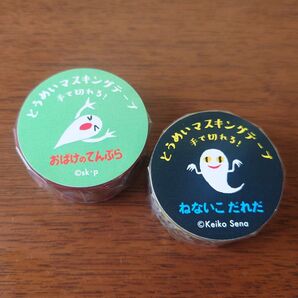 とうめいマスキングテープ
手で切れる!
おばけのてんぷら
©sk・p
とうめいマスキングテープ
手で切れる!
ねないこ だれだ
©Keiko Sena